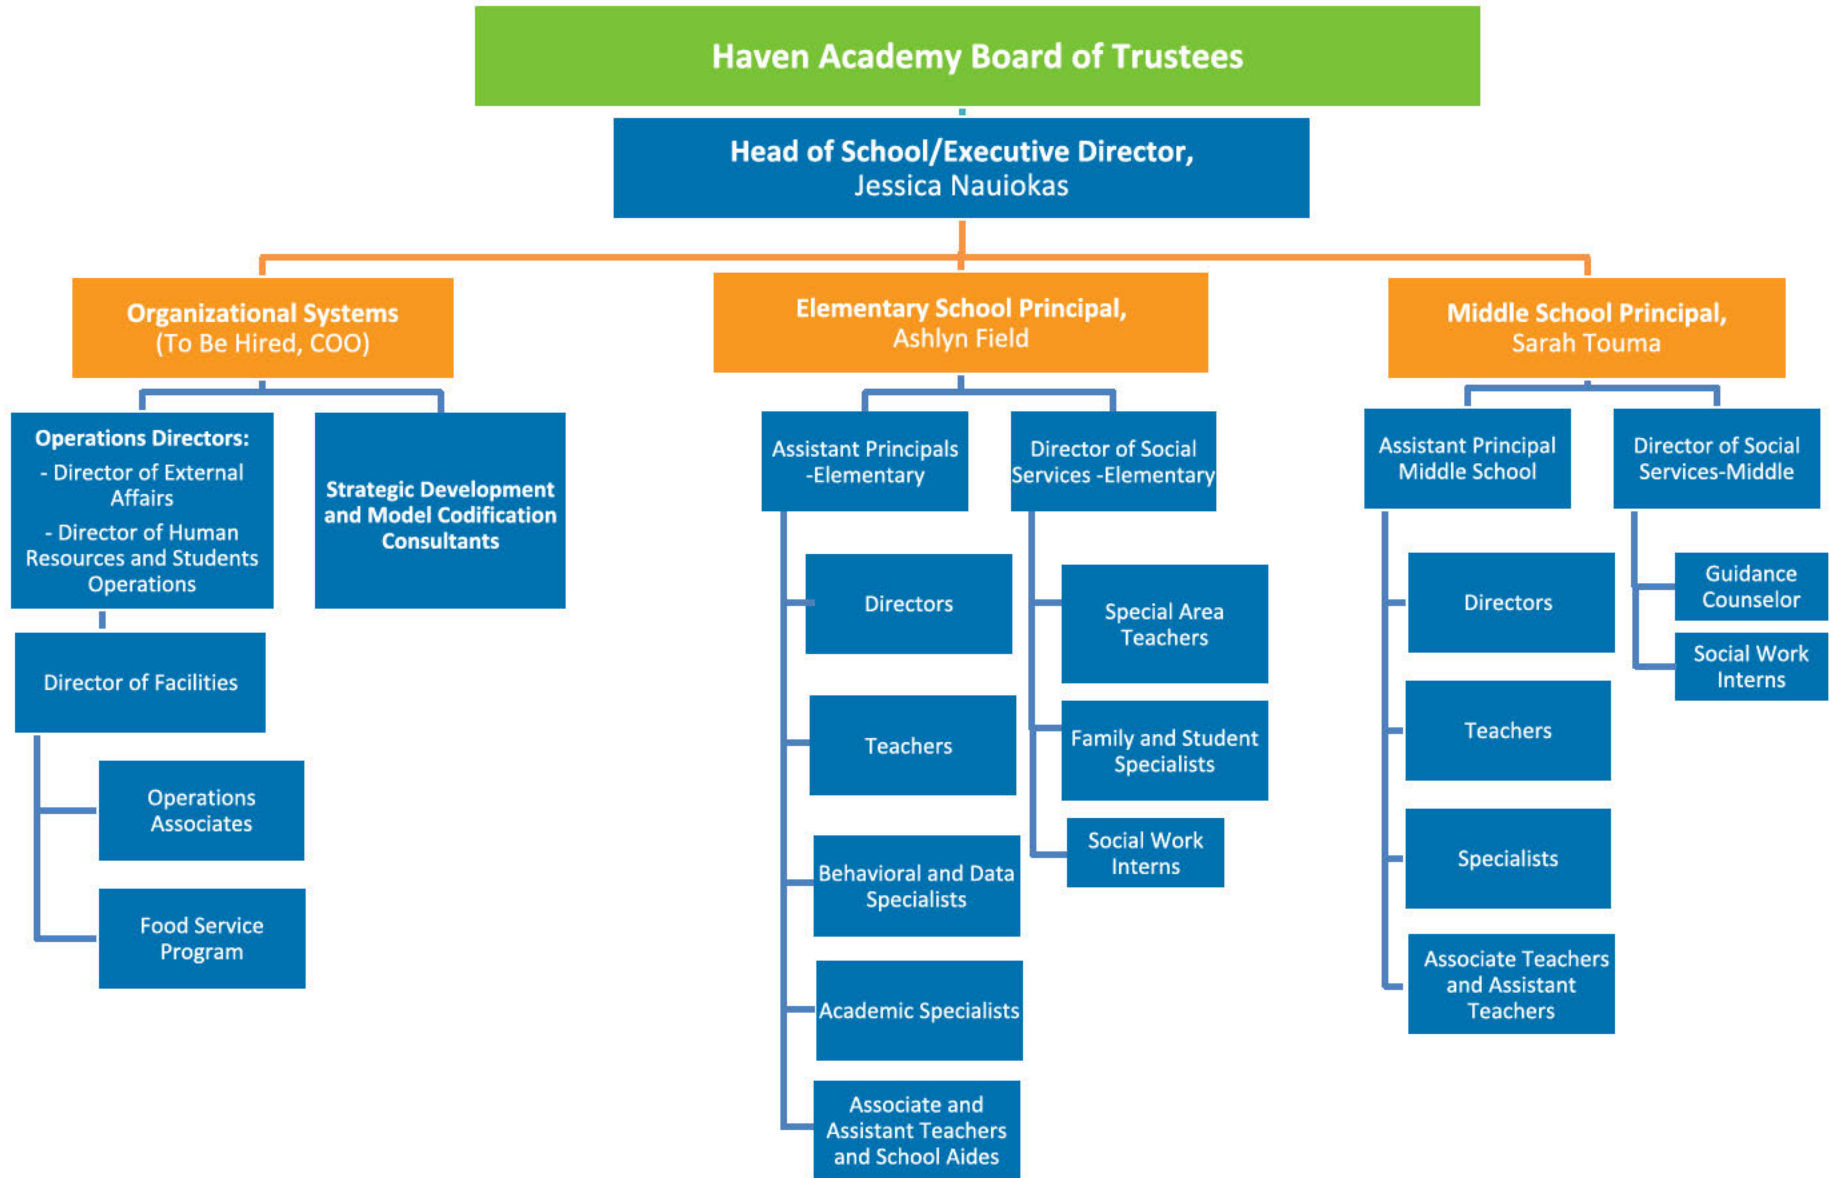 Haven Academy Board of Trustees
Head of School/Executive Director,
Jessica Nauiokas
Organizational Systems
(To Be Hired, COO)
Elementary School Principal,
Ashlyn Field
Middle School Principal,
Sarah Touma
Operations Directors:
- Director of External
Affairs
- Director of Human
Resources and Students
Operations
Strategic Development
and Model Codification
Consultants
Director of Facilities
Operations
Associates
Food Service
Program
Assistant Principals
-Elementary
Director of Social
Services -Elementary
Directors
Teachers
Behavioral and Data
Specialists
Academic Specialists
Associate and
Assistant Teachers
and School Aides
Special Area
Teachers
Family and Student
Specialists
Social Work
Interns
Assistant Principal
Middle School
Director of Social
Services-Middle
Directors
Teachers
Specialists
Associate Teachers
and Assistant
Teachers
Guidance
Counselor
Social Work
Interns